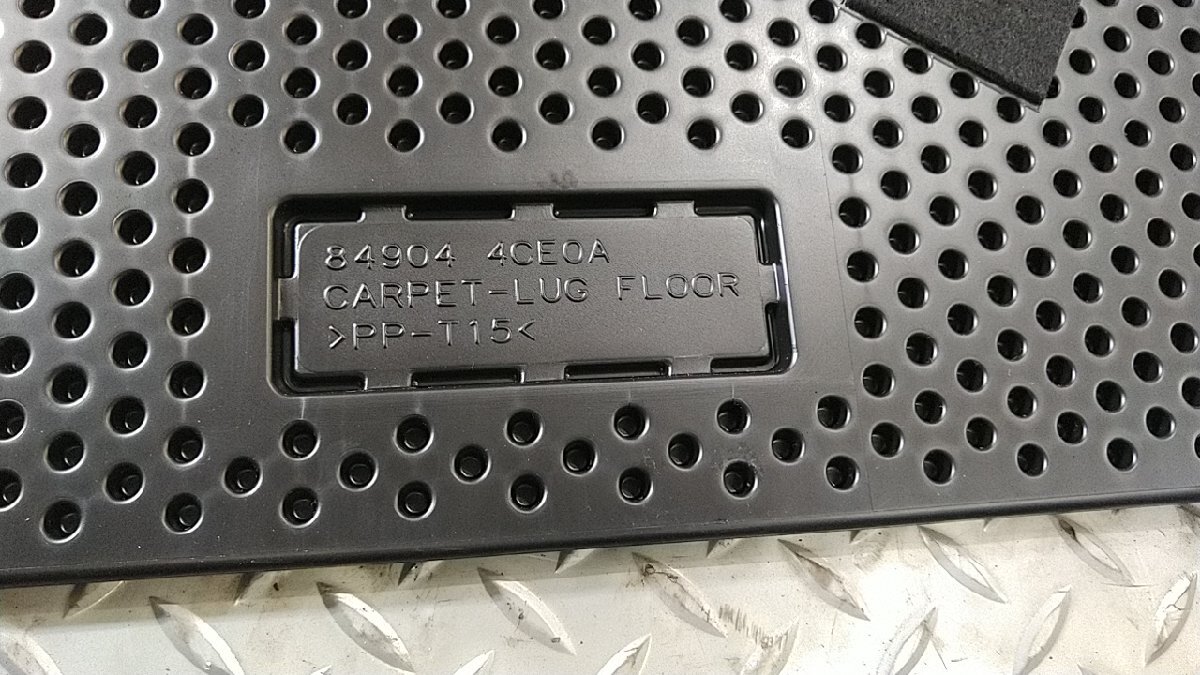 84904 4CE0A
CARPET-LUG FLOOR
>PP-T15<